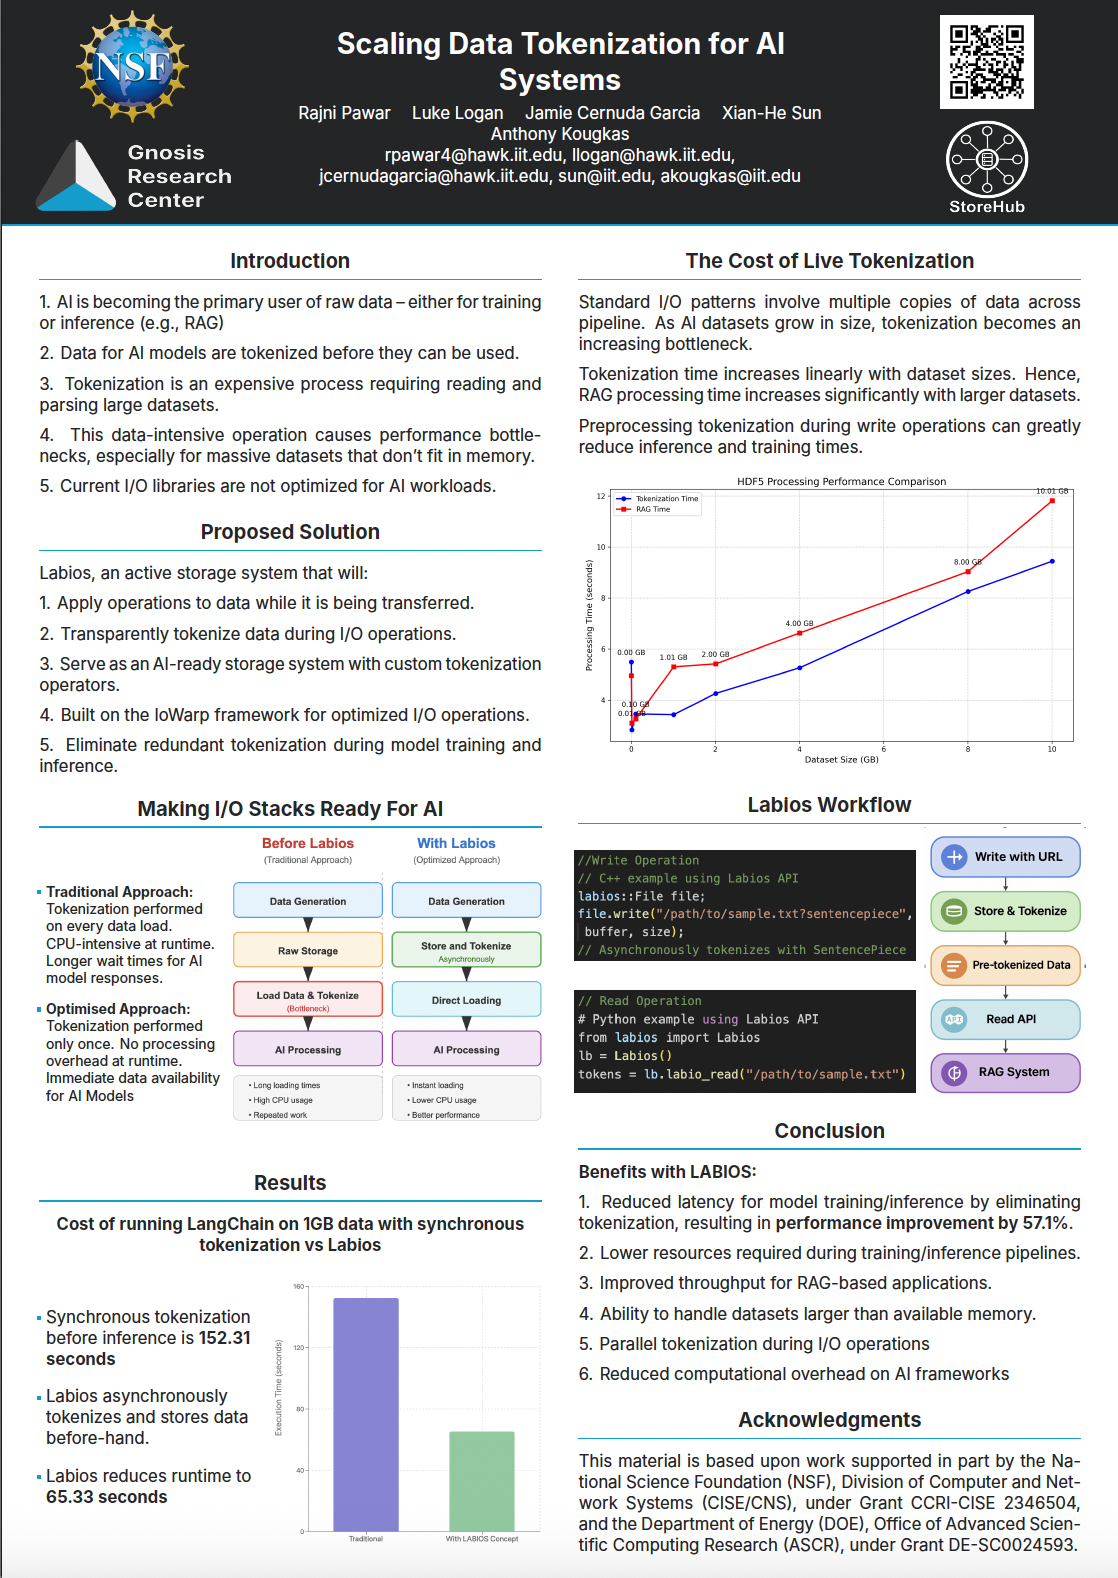 NSF
Gnosis
Research
Center
Scaling Data Tokenization for AI
Systems
Rajni Pawar Luke Logan Jamie Cernuda Garcia Xian-He Sun
Anthony Kougkas
rpawar4@hawk.iit.edu, llogan@hawk.iit.edu,
jcernudagarcia@hawk.iit.edu, sun@iit.edu, akougkas@iit.edu
StoreHub
Introduction
1. AI is becoming the primary user of raw data – either for training
or inference (e.g., RAG)
2. Data for AI models are tokenized before they can be used.
3. Tokenization is an expensive process requiring reading and
parsing large datasets.
4. This data-intensive operation causes performance bottle-
necks, especially for massive datasets that don't fit in memory.
5. Current I/O libraries are not optimized for AI workloads.
Proposed Solution
Labios, an active storage system that will:
1. Apply operations to data while it is being transferred.
2. Transparently tokenize data during I/O operations.
3. Serve as an AI-ready storage system with custom tokenization
operators.
4. Built on the IoWarp framework for optimized I/O operations.
5. Eliminate redundant tokenization during model training and
inference.
Making I/O Stacks Ready For AI
Traditional Approach:
Tokenization performed
on every data load.
CPU-intensive at runtime.
Longer wait times for AI
model responses.
Optimised Approach:
Tokenization performed
only once. No processing
overhead at runtime.
Immediate data availability
for AI Models
Before Labios
(Traditional Approach)
Data Generation
Raw Storage
Load Data & Tokenize
(Bottleneck)
AI Processing
• Long loading times
• High CPU usage
• Repeated work
With Labios
(Optimized Approach)
Data Generation
Store and Tokenize
Asynchronously
Direct Loading
AI Processing
• Instant loading
• Lower CPU usage
• Better performance
Results
Cost of running LangChain on 1GB data with synchronous
tokenization vs Labios
Synchronous tokenization
before inference is 152.31
seconds
Labios asynchronously
tokenizes and stores data
before-hand.
Labios reduces runtime to
65.33 seconds
Execution Time (seconds)
160
120
80
40
0
Traditional
With LABIOS Concept
The Cost of Live Tokenization
Standard I/O patterns involve multiple copies of data across
pipeline. As AI datasets grow in size, tokenization becomes an
increasing bottleneck.
Tokenization time increases linearly with dataset sizes. Hence,
RAG processing time increases significantly with larger datasets.
Preprocessing tokenization during write operations can greatly
reduce inference and training times.
HDF5 Processing Performance Comparison
Tokenization Time
RAG Time
Processing Time (seconds)
12
10
8
6
4
0.00 GB
0.10 GB
0.01 GB
1.01 GB
2.00 GB
4.00 GB
8.00 GB
10.01 GB
0 2 4 6 8 10
Dataset Size (GB)
Labios Workflow
//Write Operation
// C++ example using Labios API
labios::File file;
file.write("/path/to/sample.txt?sentencepiece",
buffer, size);
// Asynchronously tokenizes with SentencePiece
// Read Operation
# Python example using Labios API
from labios import Labios
lb = Labios()
tokens = lb.labio_read("/path/to/sample.txt")
Write with URL
Store & Tokenize
Pre-tokenized Data
API
Read API
RAG System
Conclusion
Benefits with LABIOS:
1. Reduced latency for model training/inference by eliminating
tokenization, resulting in performance improvement by 57.1%.
2. Lower resources required during training/inference pipelines.
3. Improved throughput for RAG-based applications.
4. Ability to handle datasets larger than available memory.
5. Parallel tokenization during I/O operations
6. Reduced computational overhead on AI frameworks
Acknowledgments
This material is based upon work supported in part by the Na-
tional Science Foundation (NSF), Division of Computer and Net-
work Systems (CISE/CNS), under Grant CCRI-CISE 2346504,
and the Department of Energy (DOE), Office of Advanced Scien-
tific Computing Research (ASCR), under Grant DE-SC0024593.